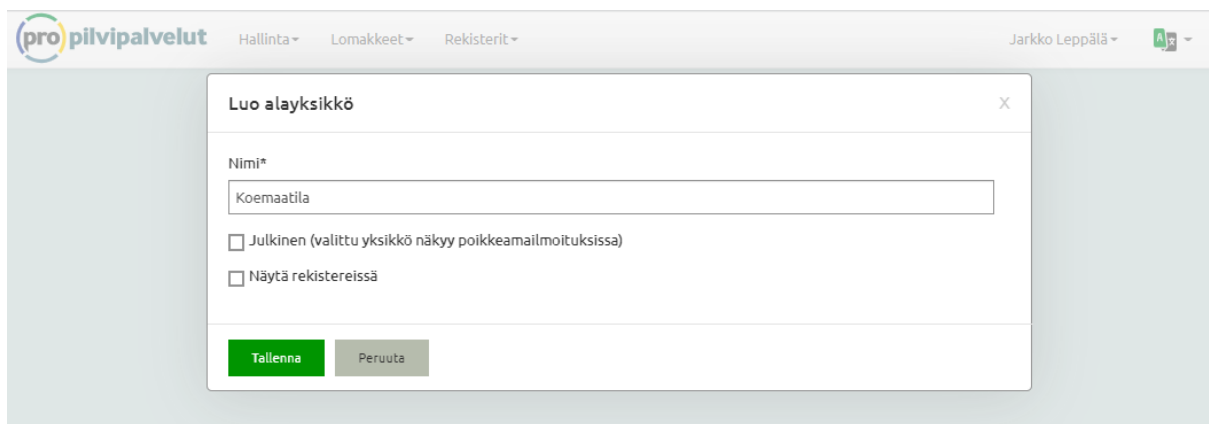 (pro) pilvipalvelut Hallinta Lomakkeet Rekisterit Jarkko Leppälä A
Luo alayksikkö X
Nimi*
Koemaatila
Julkinen (valittu yksikkö näkyy poikkeamailmoituksissa)
Näytä rekistereissä
Tallenna Peruuta